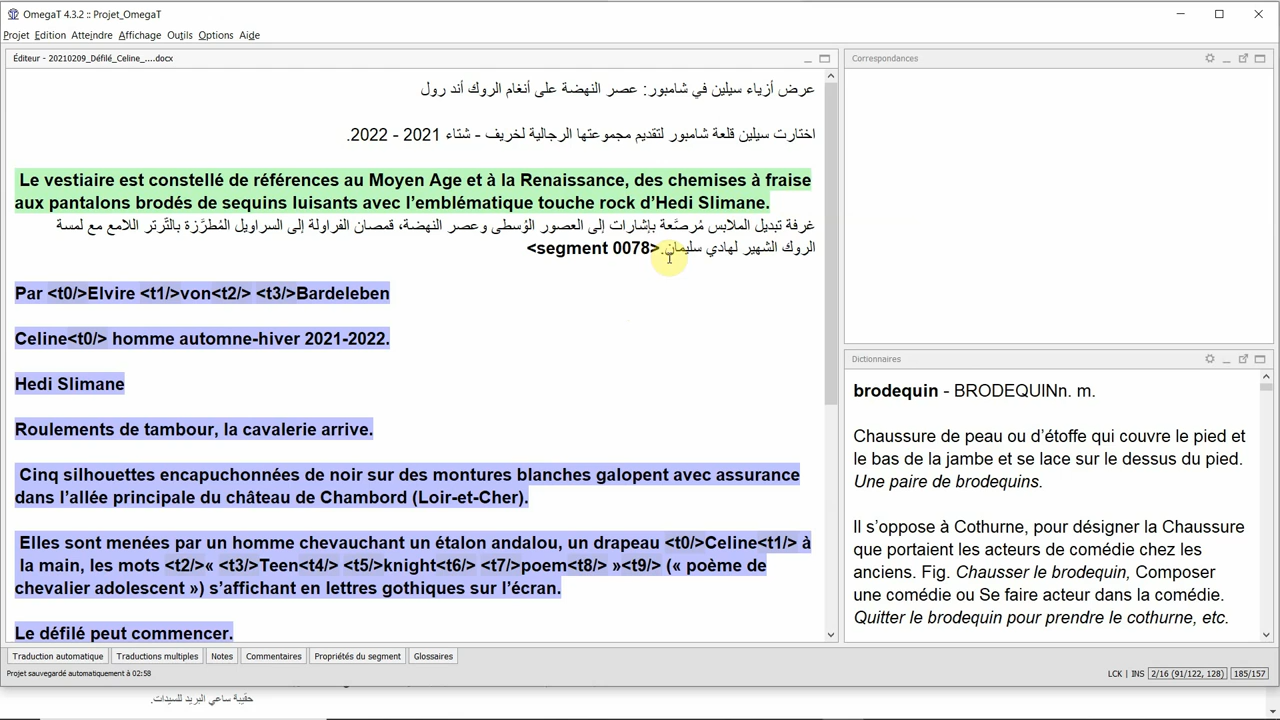 OmegaT 4.3.2 :: Projet_OmegaT
Projet Edition Atteindre Affichage Outils Options Aide
Éditeur - 20210209_Défilé_Celine_....docx
عرض أزياء سيلين في شامبور: عصر النهضة على أنغام الروك أند رول
اختارت سيلين قلعة شامبور لتقديم مجموعتها الرجالية لخريف - شتاء 2021 - 2022.
Le vestiaire est constellé de références au Moyen Age et à la Renaissance, des chemises à fraise
aux pantalons brodés de sequins luisants avec l’emblématique touche rock d’Hedi Slimane.
غرفة تبديل الملابس مُرصَّعة بإشارات إلى العصور الوُسطى وعصر النهضة، قمصان الفراولة إلى السراويل المُطرَّزة بالتّرتر اللامع مع لمسة
الروك الشهير لهادي سليمان.<segment 0078>
Par <t0/>Elvire <t1/>von<t2/> <t3/>Bardeleben
Celine<t0/> homme automne-hiver 2021-2022.
Hedi Slimane
Roulements de tambour, la cavalerie arrive.
Cinq silhouettes encapuchonnées de noir sur des montures blanches galopent avec assurance
dans l’allée principale du château de Chambord (Loir-et-Cher).
Elles sont menées par un homme chevauchant un étalon andalou, un drapeau <t0/>Celine<t1/> à
la main, les mots <t2/>« <t3/>Teen<t4/> <t5/>knight<t6/> <t7/>poem<t8/> »<t9/> (« poème de
chevalier adolescent ») s’affichant en lettres gothiques sur l’écran.
Le défilé peut commencer.
Correspondances
Dictionnaires
brodequin - BRODEQUINn. m.
Chaussure de peau ou d’étoffe qui couvre le pied et
le bas de la jambe et se lace sur le dessus du pied.
Une paire de brodequins.
Il s’oppose à Cothurne, pour désigner la Chaussure
que portaient les acteurs de comédie chez les
anciens. Fig. Chausser le brodequin, Composer
une comédie ou Se faire acteur dans la comédie.
Quitter le brodequin pour prendre le cothurne, etc.
Traduction automatique Traductions multiples Notes Commentaires Propriétés du segment Glossaires
Projet sauvegardé automatiquement à 02:58
LCK | INS 2/16 (91/122, 128) 185/157
حقيبة ساعي البريد للسيدات.